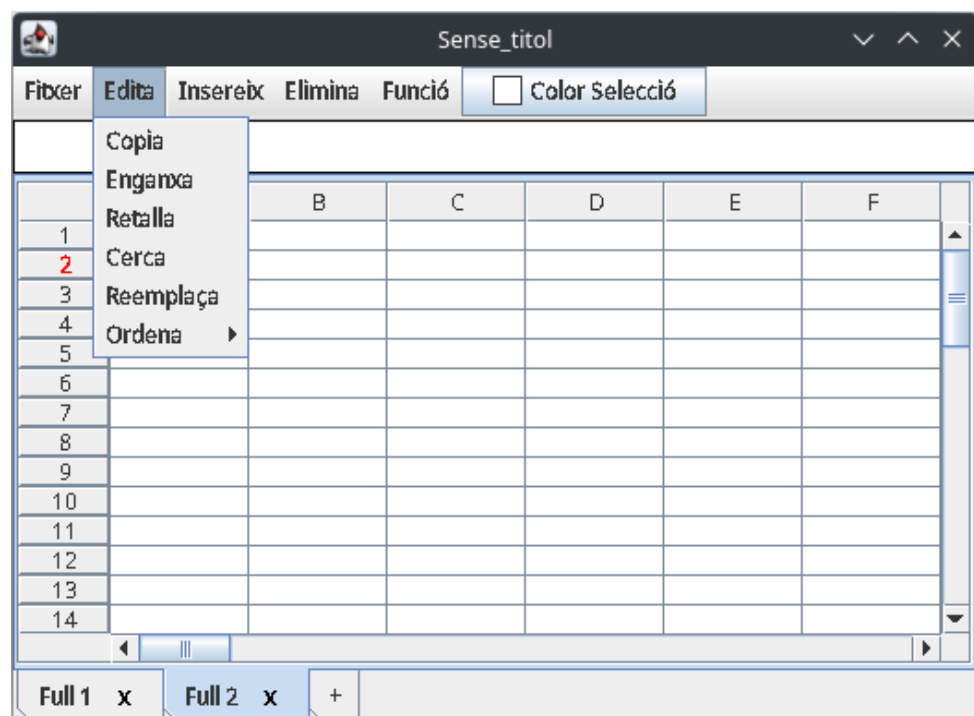 Sense_titol
Fitxer Edita Insereix Elimina Funció Color Selecció
Copia
Enganxa
Retalla
Cerca
Reemplaça
Ordena
B C D E F
1
2
3
4
5
6
7
8
9
10
11
12
13
14
Full 1 x Full 2 x +